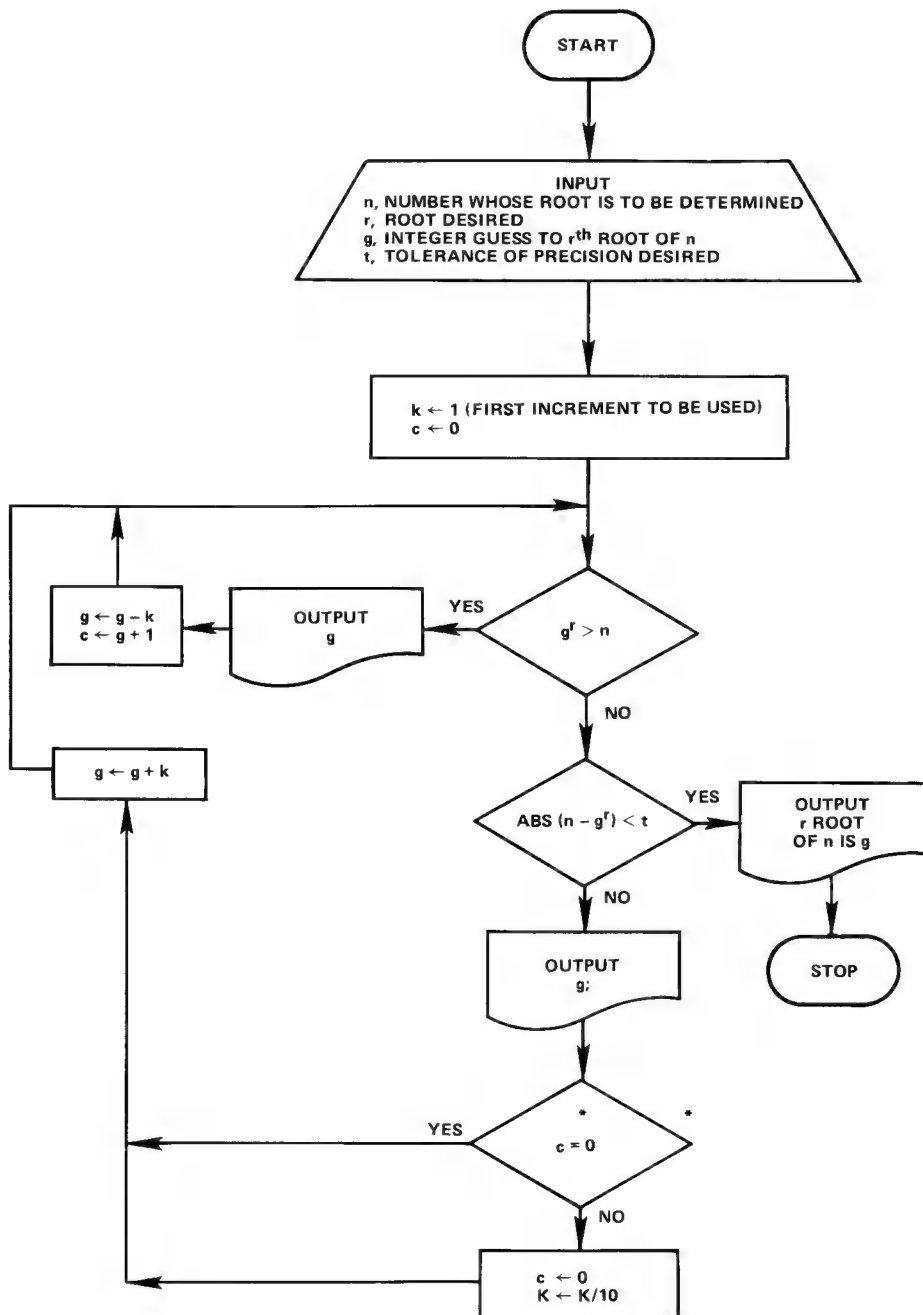 START
INPUT
n, NUMBER WHOSE ROOT IS TO BE DETERMINED
r, ROOT DESIRED
g, INTEGER GUESS TO rth ROOT OF n
t, TOLERANCE OF PRECISION DESIRED
k ← 1 (FIRST INCREMENT TO BE USED)
c ← 0
g^r > n
YES
OUTPUT
g
g ← g – k
c ← g + 1
NO
g ← g + k
ABS (n – g^r) < t
YES
OUTPUT
r ROOT
OF n IS g
STOP
NO
OUTPUT
g;
* *
c = 0
YES
NO
c ← 0
K ← K/10